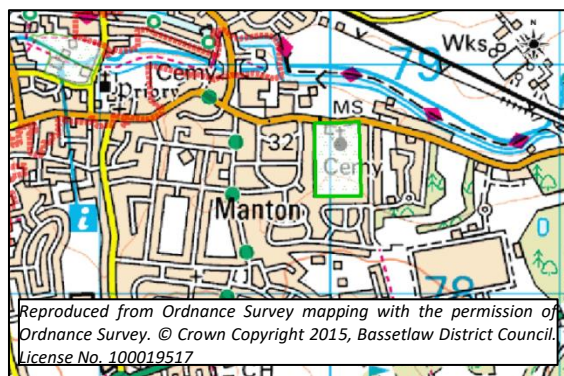 Wks
79
N
Cemy
Priory
MS
32
Cemy
Manton
i
78
Reproduced from Ordnance Survey mapping with the permission of
Ordnance Survey. © Crown Copyright 2015, Bassetlaw District Council.
License No. 100019517
CH